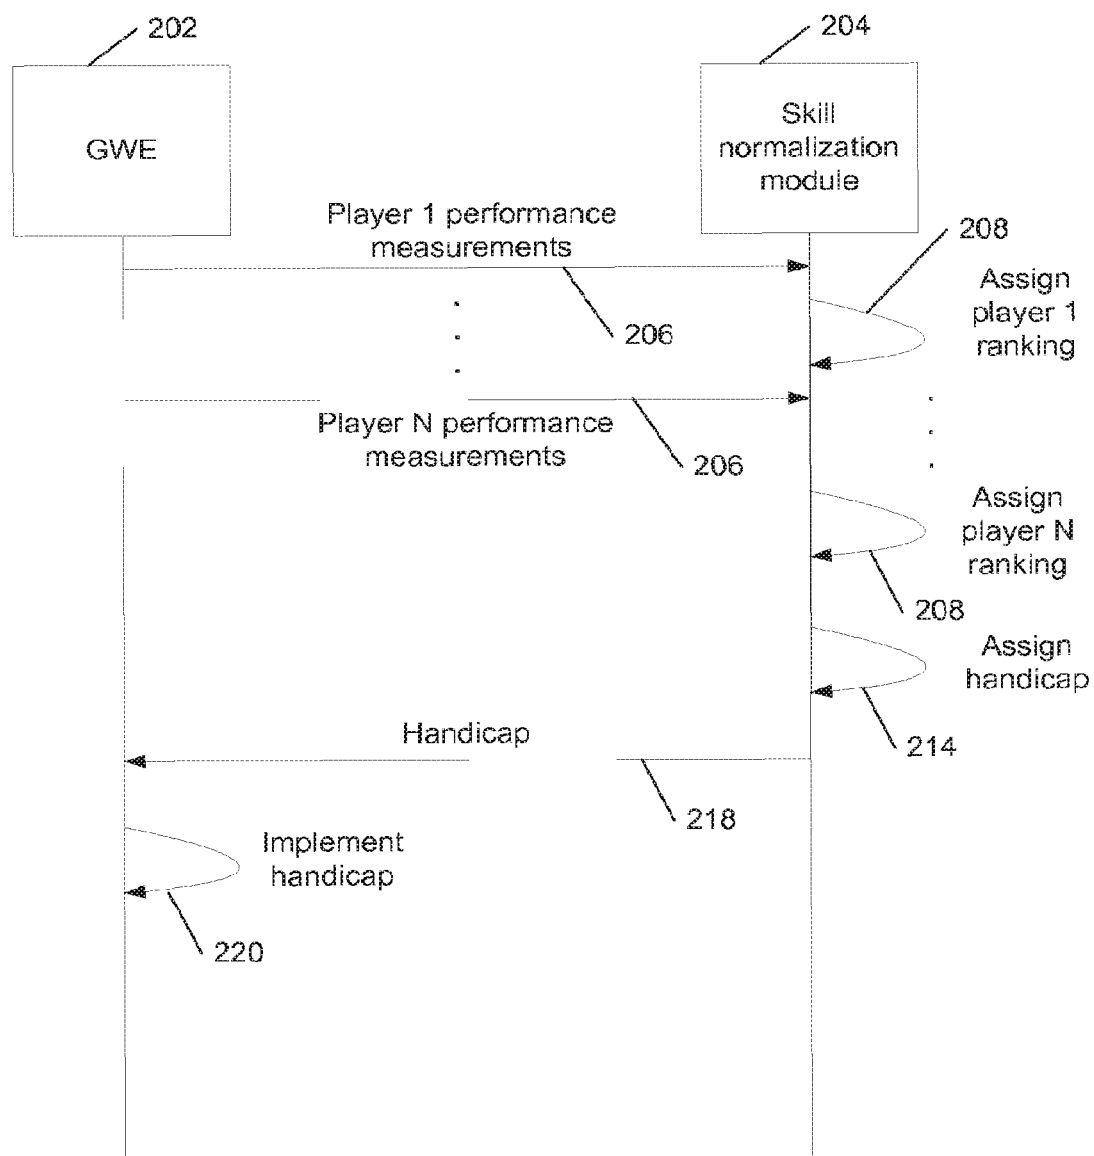 202
204
GWE
Skill
normalization
module
Player 1 performance
measurements
208
Assign
player 1
ranking
206
Player N performance
measurements
206
Assign
player N
ranking
208
Assign
handicap
214
Handicap
218
Implement
handicap
220